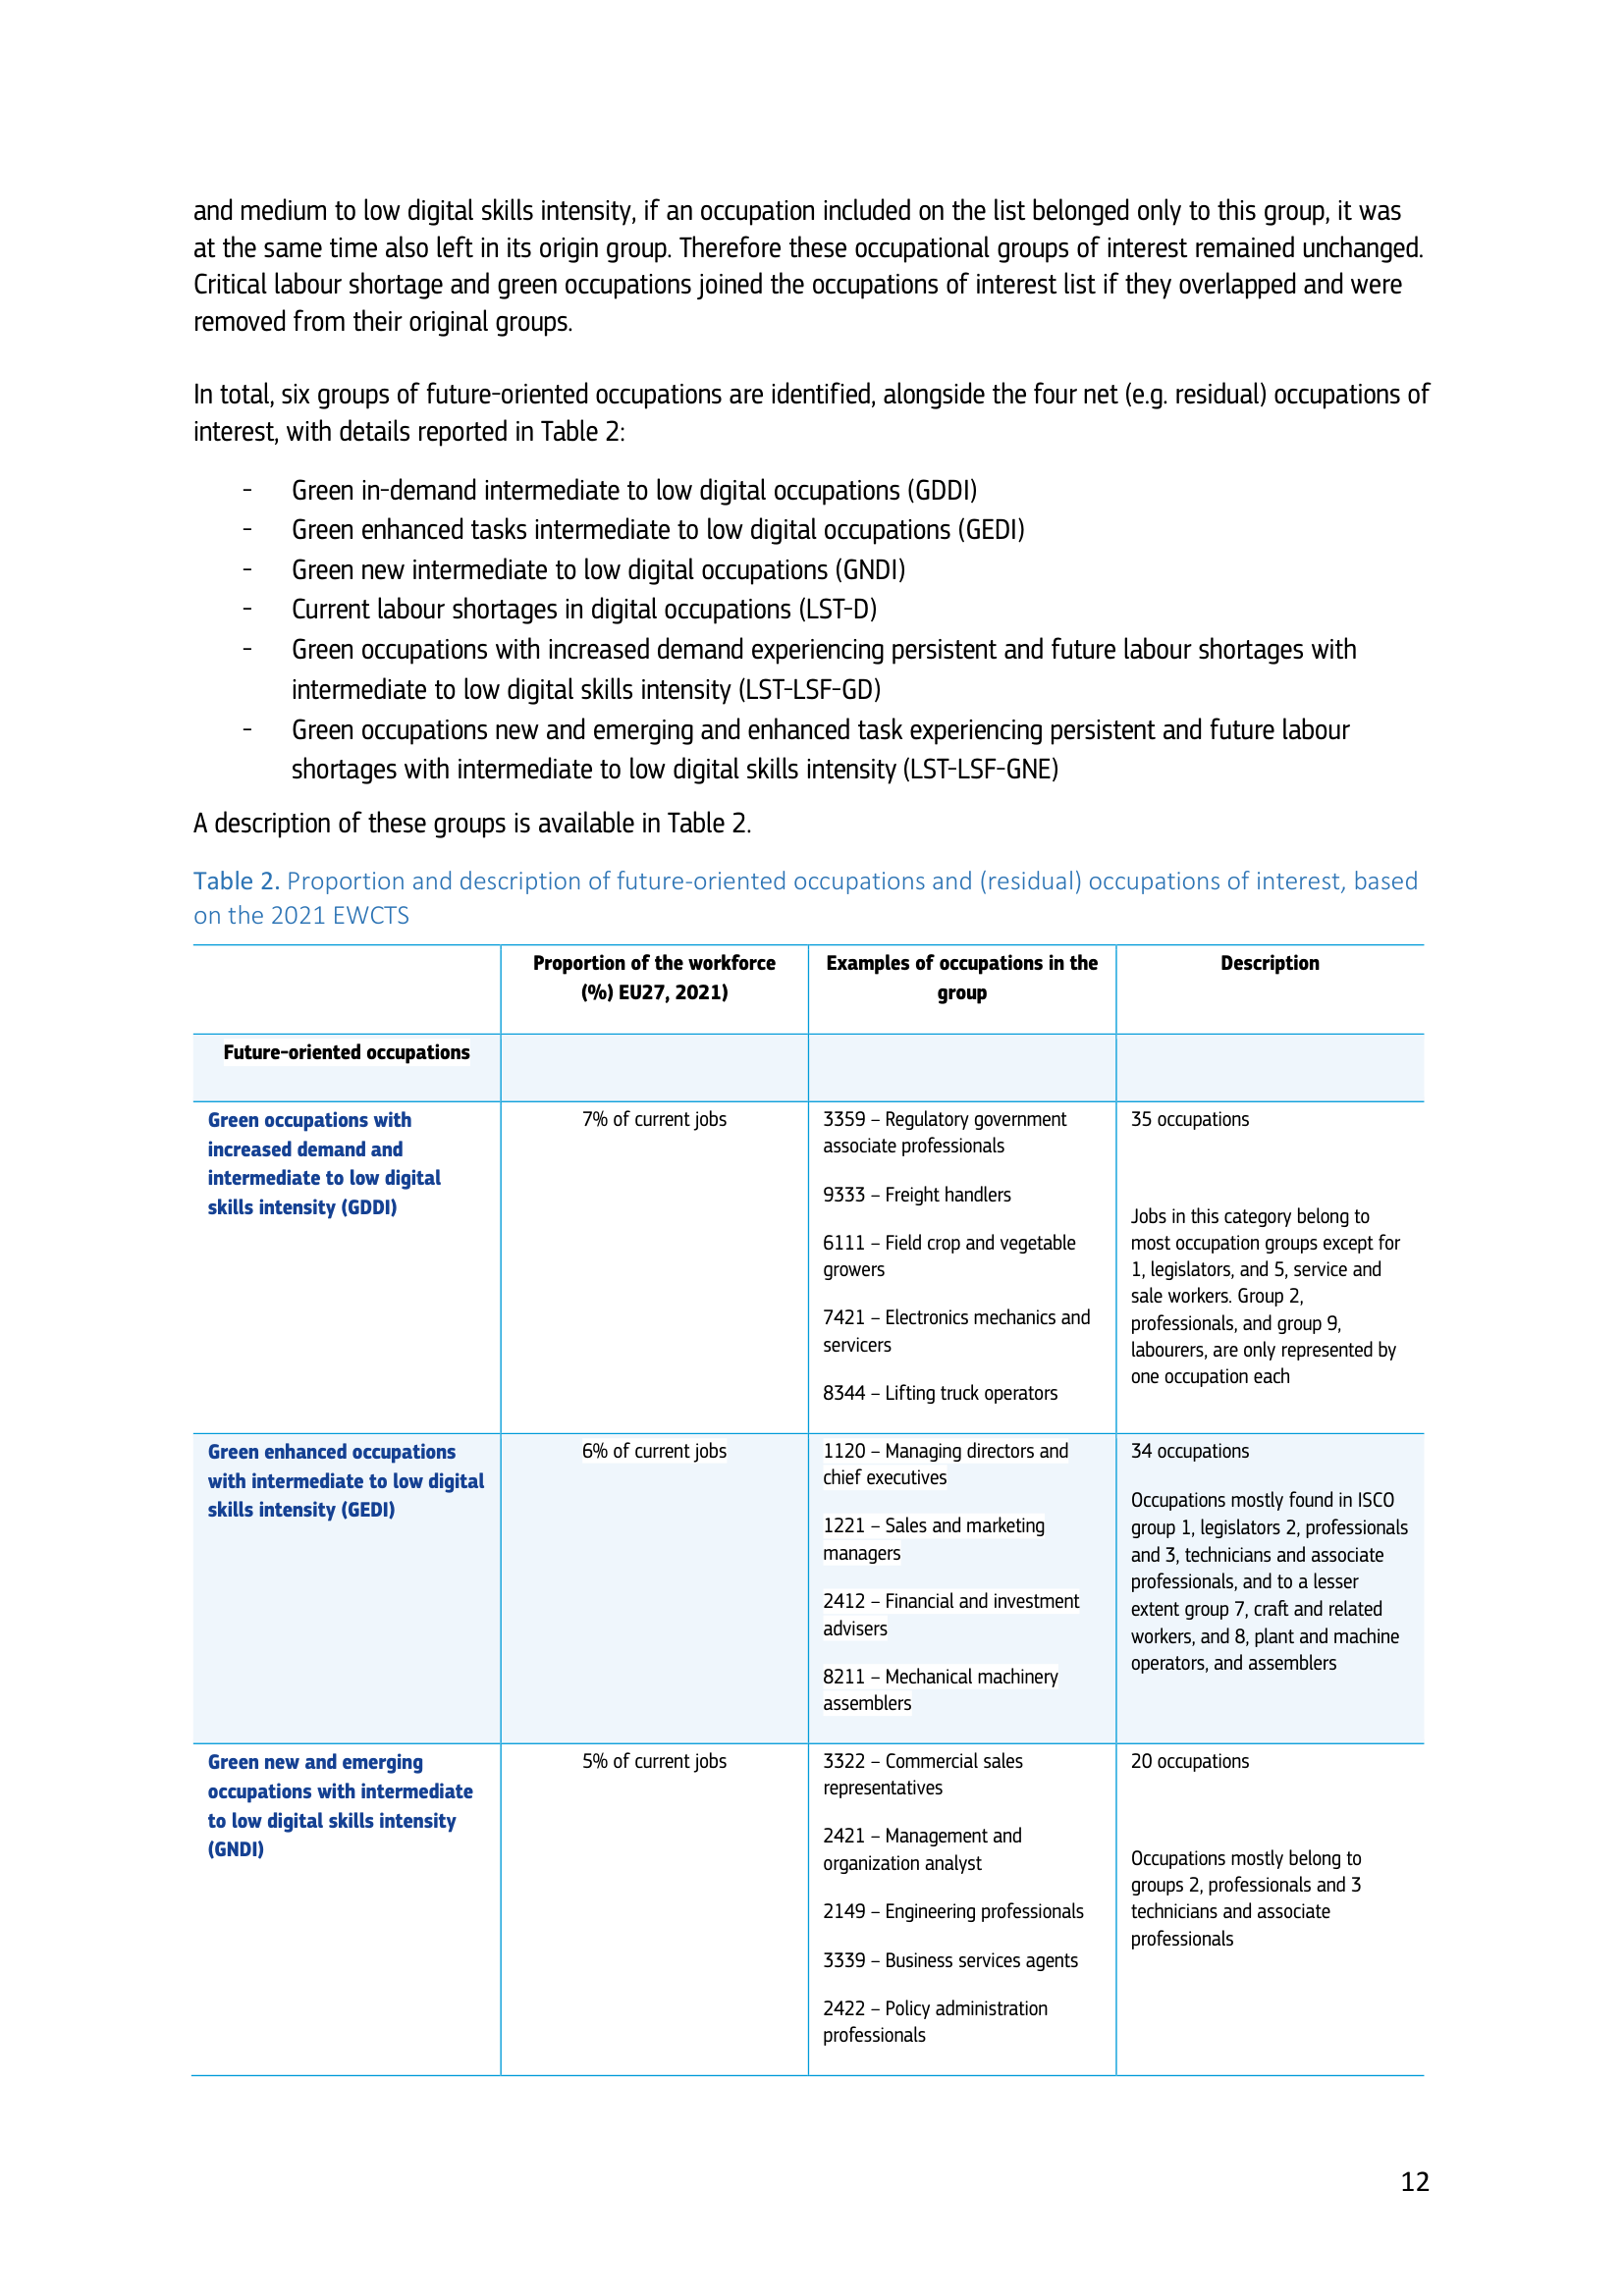 and medium to low digital skills intensity, if an occupation included on the list belonged only to this group, it was
at the same time also left in its origin group. Therefore these occupational groups of interest remained unchanged.
Critical labour shortage and green occupations joined the occupations of interest list if they overlapped and were
removed from their original groups.
In total, six groups of future-oriented occupations are identified, alongside the four net (e.g. residual) occupations of
interest, with details reported in Table 2:
- Green in-demand intermediate to low digital occupations (GDDI)
- Green enhanced tasks intermediate to low digital occupations (GEDI)
- Green new intermediate to low digital occupations (GNDI)
- Current labour shortages in digital occupations (LST-D)
- Green occupations with increased demand experiencing persistent and future labour shortages with
intermediate to low digital skills intensity (LST-LSF-GD)
- Green occupations new and emerging and enhanced task experiencing persistent and future labour
shortages with intermediate to low digital skills intensity (LST-LSF-GNE)
A description of these groups is available in Table 2.
Table 2. Proportion and description of future-oriented occupations and (residual) occupations of interest, based
on the 2021 EWCTS
Proportion of the workforce
(%) EU27, 2021)
Examples of occupations in the
group
Description
Future-oriented occupations
Green occupations with
increased demand and
intermediate to low digital
skills intensity (GDDI)
7% of current jobs
3359 – Regulatory government
associate professionals
9333 – Freight handlers
6111 – Field crop and vegetable
growers
7421 – Electronics mechanics and
servicers
8344 – Lifting truck operators
35 occupations
Jobs in this category belong to
most occupation groups except for
1, legislators, and 5, service and
sale workers. Group 2,
professionals, and group 9,
labourers, are only represented by
one occupation each
Green enhanced occupations
with intermediate to low digital
skills intensity (GEDI)
6% of current jobs
1120 – Managing directors and
chief executives
1221 – Sales and marketing
managers
2412 – Financial and investment
advisers
8211 – Mechanical machinery
assemblers
34 occupations
Occupations mostly found in ISCO
group 1, legislators 2, professionals
and 3, technicians and associate
professionals, and to a lesser
extent group 7, craft and related
workers, and 8, plant and machine
operators, and assemblers
Green new and emerging
occupations with intermediate
to low digital skills intensity
(GNDI)
5% of current jobs
3322 – Commercial sales
representatives
2421 – Management and
organization analyst
2149 – Engineering professionals
3339 – Business services agents
2422 – Policy administration
professionals
20 occupations
Occupations mostly belong to
groups 2, professionals and 3
technicians and associate
professionals
12